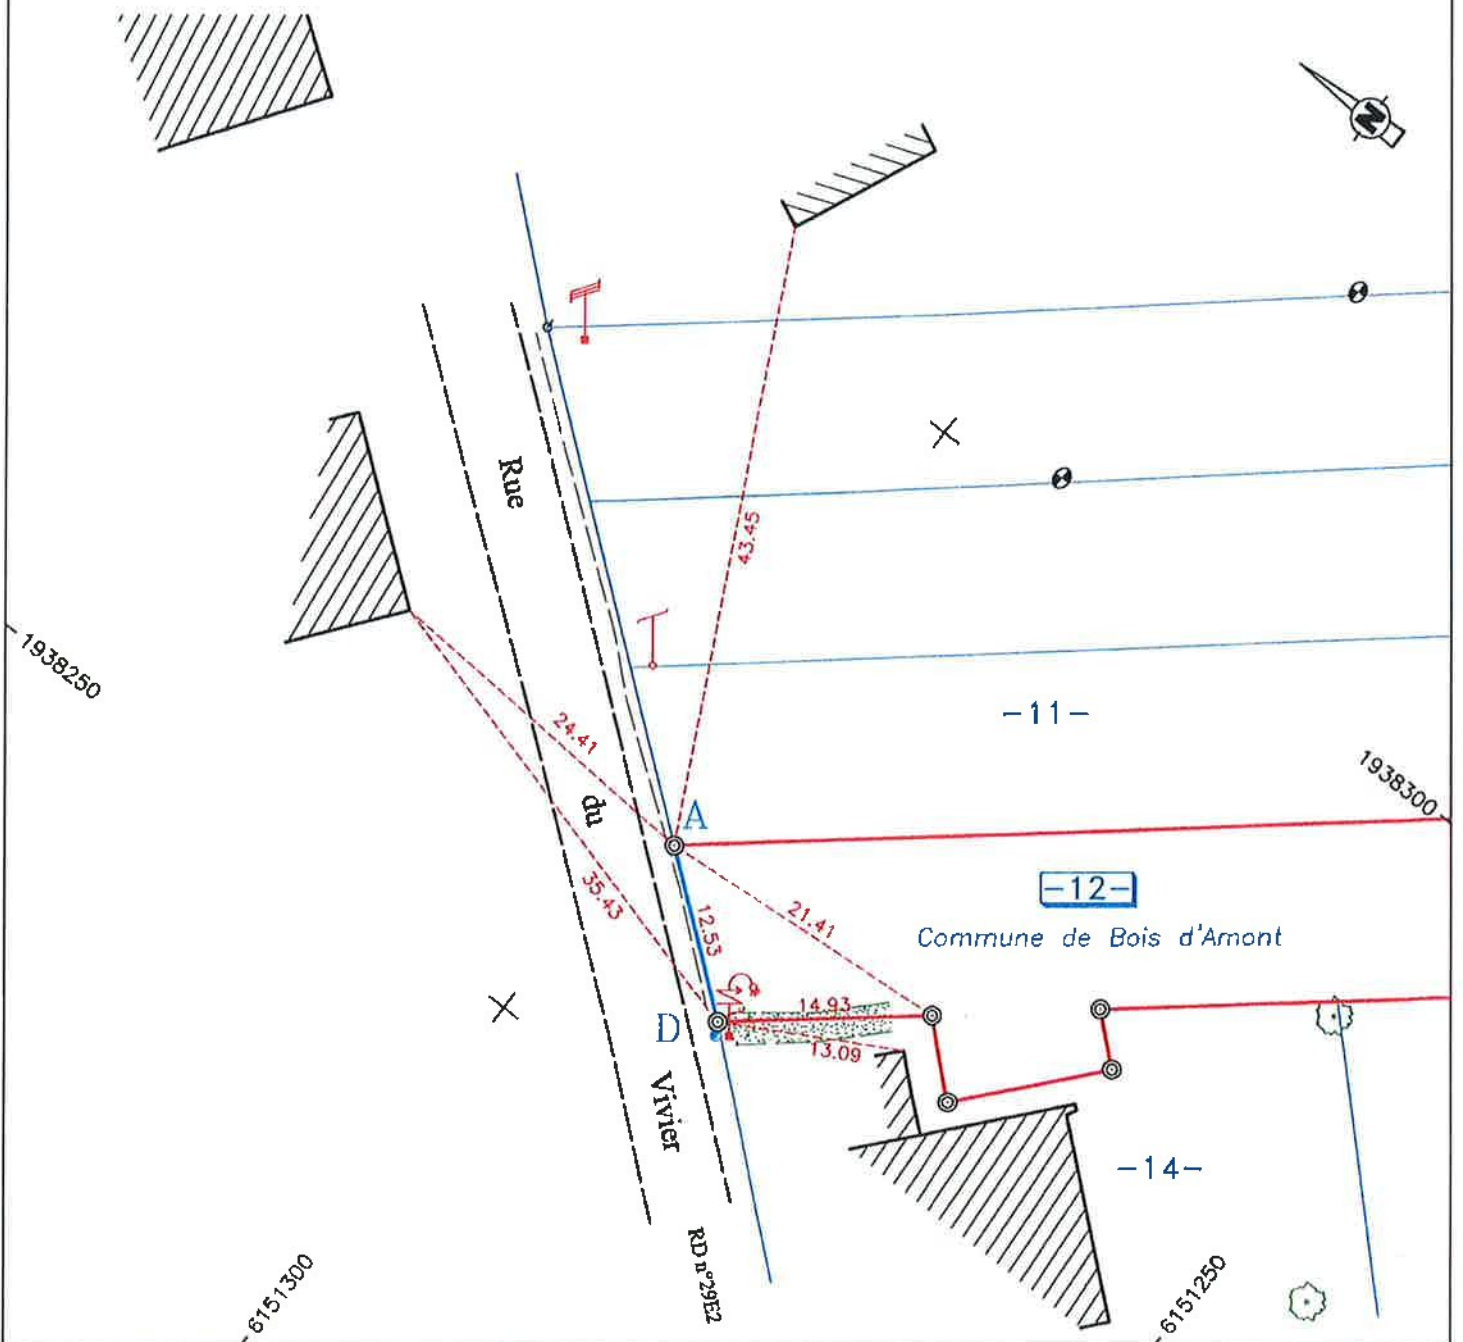 N
Rue
43.45
1938250
-11-
24.41
1938300
du
A
-12-
35.43
12.53
21.41
Commune de Bois d'Amont
14.93
D
13.09
Vivier
-14-
RD n°29E2
6151300
6151250